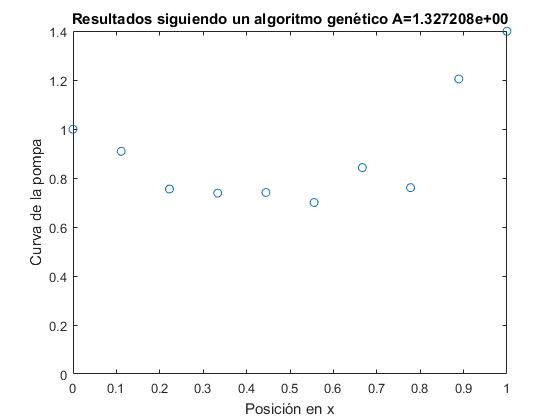 Resultados siguiendo un algoritmo genético A=1.327208e+00
1.4
1.2
1
0.8
0.6
0.4
0.2
0
Curva de la pompa
0 0.1 0.2 0.3 0.4 0.5 0.6 0.7 0.8 0.9 1
Posición en x